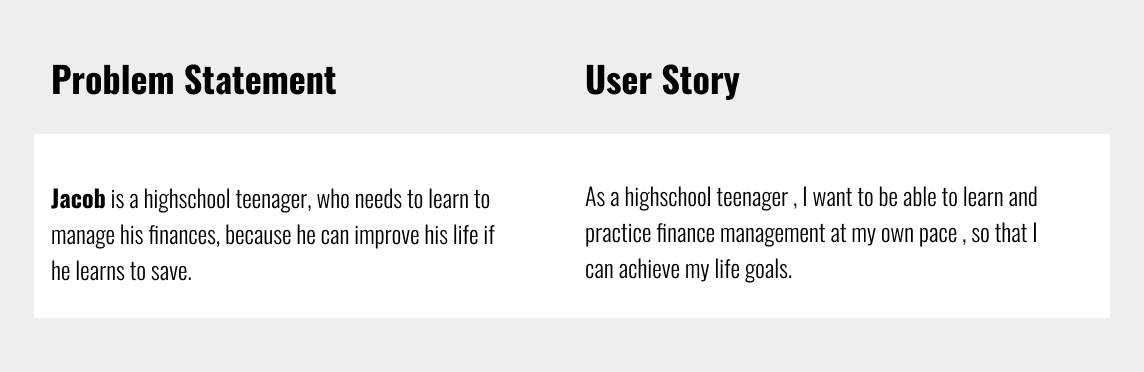 Problem Statement
User Story
Jacob is a highschool teenager, who needs to learn to
manage his finances, because he can improve his life if
he learns to save.
As a highschool teenager , I want to be able to learn and
practice finance management at my own pace , so that I
can achieve my life goals.